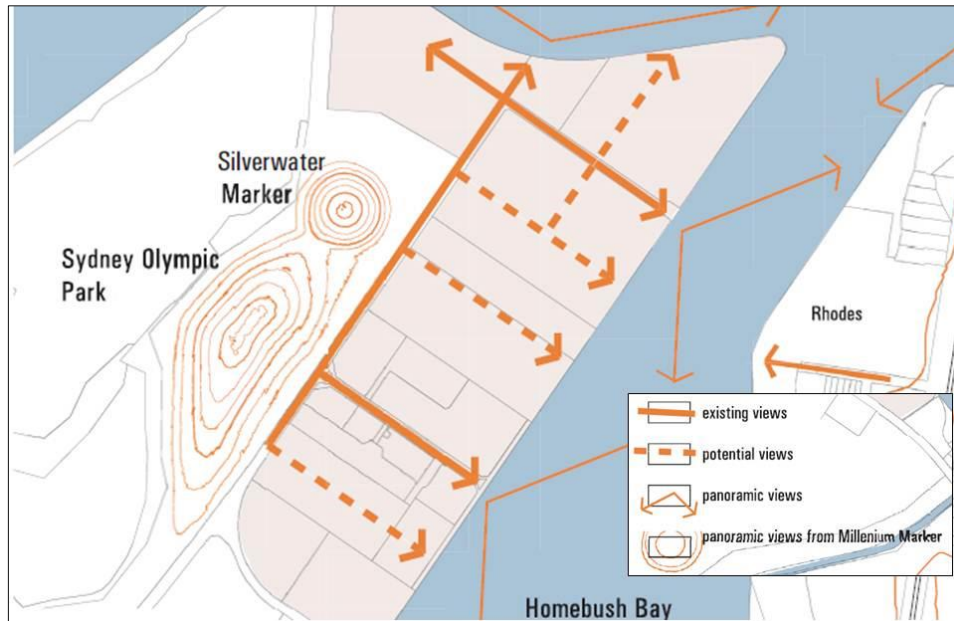 Silverwater
Marker
Sydney Olympic
Park
Rhodes
existing views
potential views
panoramic views
panoramic views from Millenium Marker
Homebush Bay